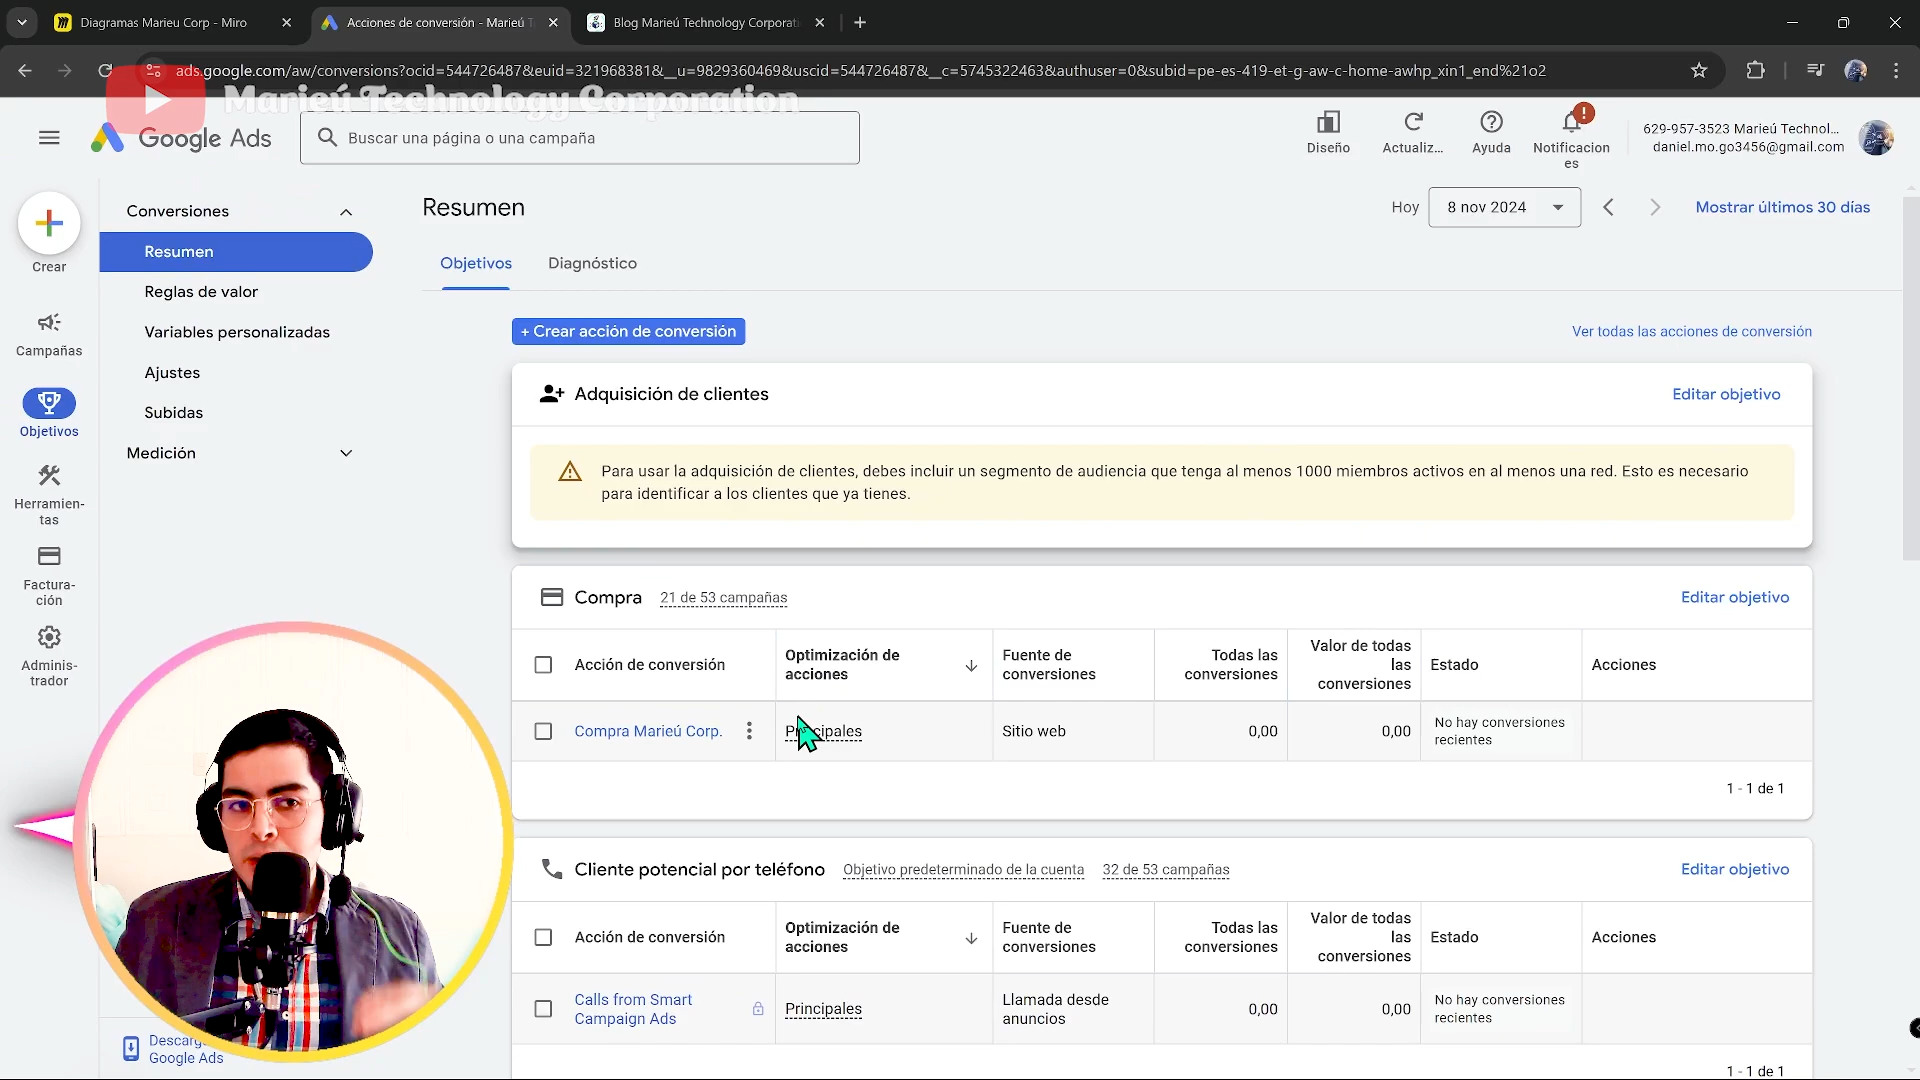 Diagramas Marieu Corp - Miro
Acciones de conversión - Marieú T
Blog Marieú Technology Corporati
ads.google.com/aw/conversions?ocid=544726487&euid=321968381&__u=9829360469&uscid=544726487&__c=5745322463&authuser=0&subid=pe-es-419-et-g-aw-c-home-awhp_xin1_end%21o2
Marieú Technology Corporation
Google Ads
Buscar una página o una campaña
Diseño
Actualiz...
Ayuda
Notificacion
es
629-957-3523 Marieú Technol...
daniel.mo.go3456@gmail.com
Crear
Campañas
Objetivos
Herramien-
tas
Factura-
ción
Adminis-
trador
Conversiones
Resumen
Reglas de valor
Variables personalizadas
Ajustes
Subidas
Medición
Google Ads
Resumen
Hoy
8 nov 2024
Mostrar últimos 30 días
Objetivos
Diagnóstico
+ Crear acción de conversión
Ver todas las acciones de conversión
Adquisición de clientes
Editar objetivo
Para usar la adquisición de clientes, debes incluir un segmento de audiencia que tenga al menos 1000 miembros activos en al menos una red. Esto es necesario
para identificar a los clientes que ya tienes.
Compra
21 de 53 campañas
Editar objetivo
Acción de conversión
Optimización de
acciones
Fuente de
conversiones
Todas las
conversiones
Valor de todas
las
conversiones
Estado
Acciones
Compra Marieú Corp.
Principales
Sitio web
0,00
0,00
No hay conversiones
recientes
1 - 1 de 1
Cliente potencial por teléfono
Objetivo predeterminado de la cuenta
32 de 53 campañas
Editar objetivo
Acción de conversión
Optimización de
acciones
Fuente de
conversiones
Todas las
conversiones
Valor de todas
las
conversiones
Estado
Acciones
Calls from Smart
Campaign Ads
Principales
Llamada desde
anuncios
0,00
0,00
No hay conversiones
recientes
1 - 1 de 1